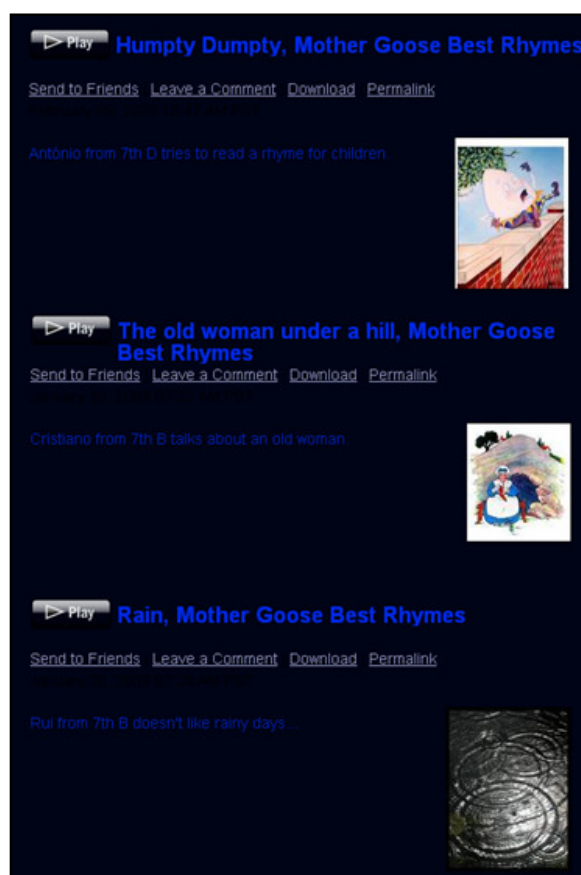 Play Humpty Dumpty, Mother Goose Best Rhymes
Send to Friends Leave a Comment Download Permalink
António from 7th D tries to read a rhyme for children.
Play The old woman under a hill, Mother Goose
Best Rhymes
Send to Friends Leave a Comment Download Permalink
Cristiano from 7th B talks about an old woman.
Play Rain, Mother Goose Best Rhymes
Send to Friends Leave a Comment Download Permalink
Rui from 7th B doesn't like rainy days...